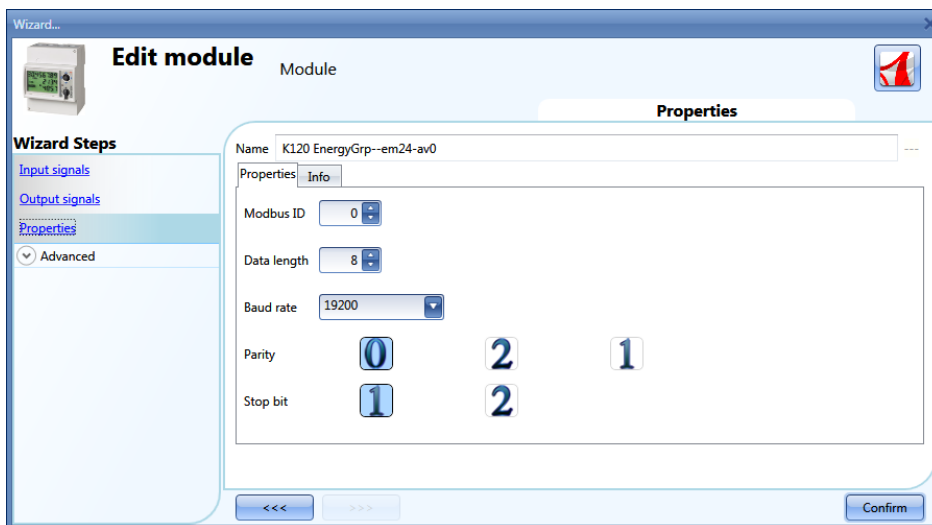 Wizard...
Edit module
Module
Properties
Wizard Steps
Input signals
Output signals
Properties
Advanced
Name K120 EnergyGrp--em24-av0 ---
Properties Info
Modbus ID 0
Data length 8
Baud rate 19200
Parity 0 2 1
Stop bit 1 2
<<< >>> Confirm